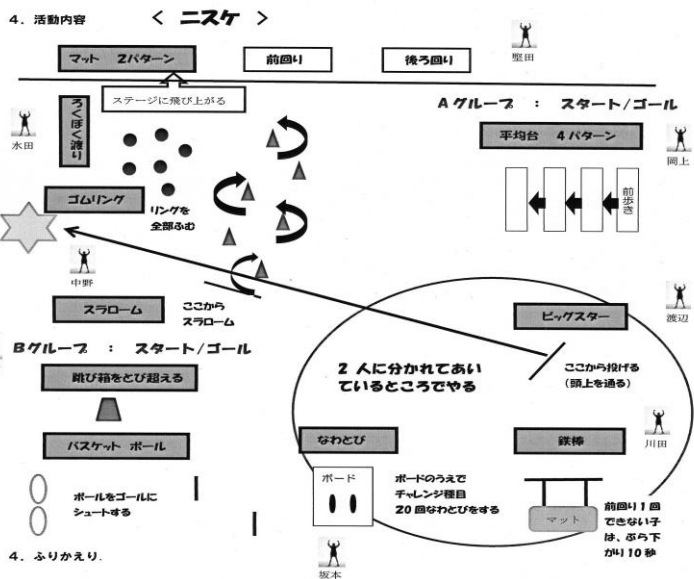 4．活動内容
＜ ニスケ ＞
マット 2パターン
前回り
後ろ回り
堅田
ステージに飛び上がる
ろくぼく渡り
水田
Aグループ ： スタート/ゴール
平均台 4パターン
岡上
前歩き
ゴムリング
リングを
全部ふむ
中野
スラローム
ここから
スラローム
ビッグスター
渡辺
Bグループ ： スタート/ゴール
跳び箱をとび超える
2人に分かれてあい
ているところでやる
ここから投げる
（頭上を通る）
バスケット ボール
なわとび
鉄棒
川田
ボールをゴールに
シュートする
ボード
ボードのうえで
チャレンジ種目
20回なわとびをする
マット
前回り1回
できない子
は、ぶら下
がり10秒
坂本
4．ふりかえり．